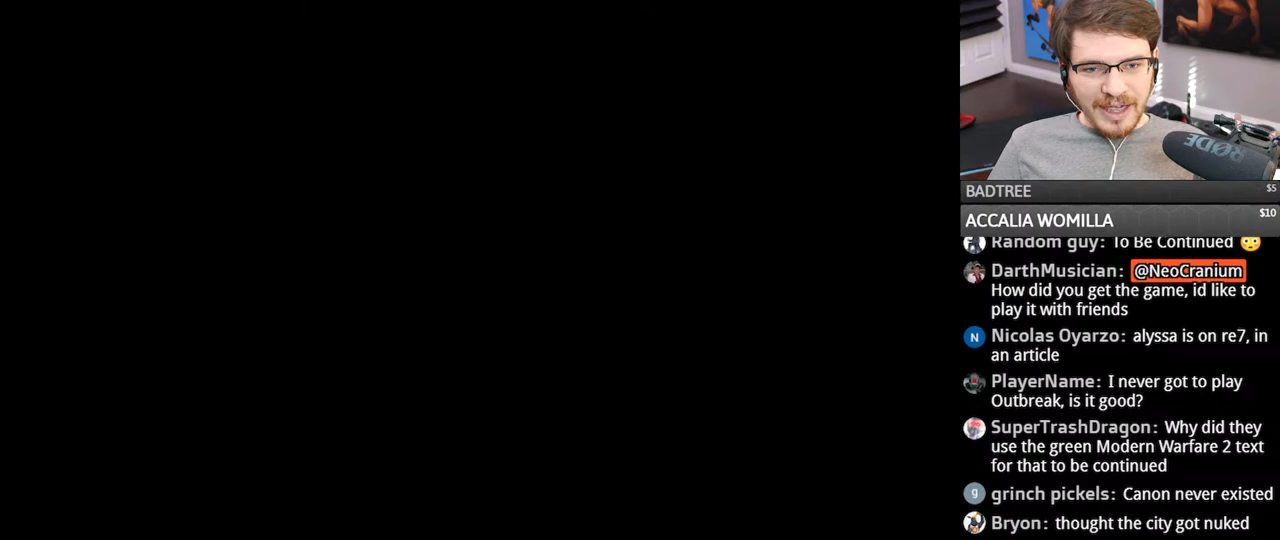 RØDE
BADTREE $5
ACCALIA WOMILLA $10
Random guy: To Be Continued 😳
DarthMusician: @NeoCranium
How did you get the game, id like to
play it with friends
N Nicolas Oyarzo: alyssa is on re7, in
an article
PlayerName: I never got to play
Outbreak, is it good?
SuperTrashDragon: Why did they
use the green Modern Warfare 2 text
for that to be continued
g grinch pickels: Canon never existed
Bryon: thought the city got nuked